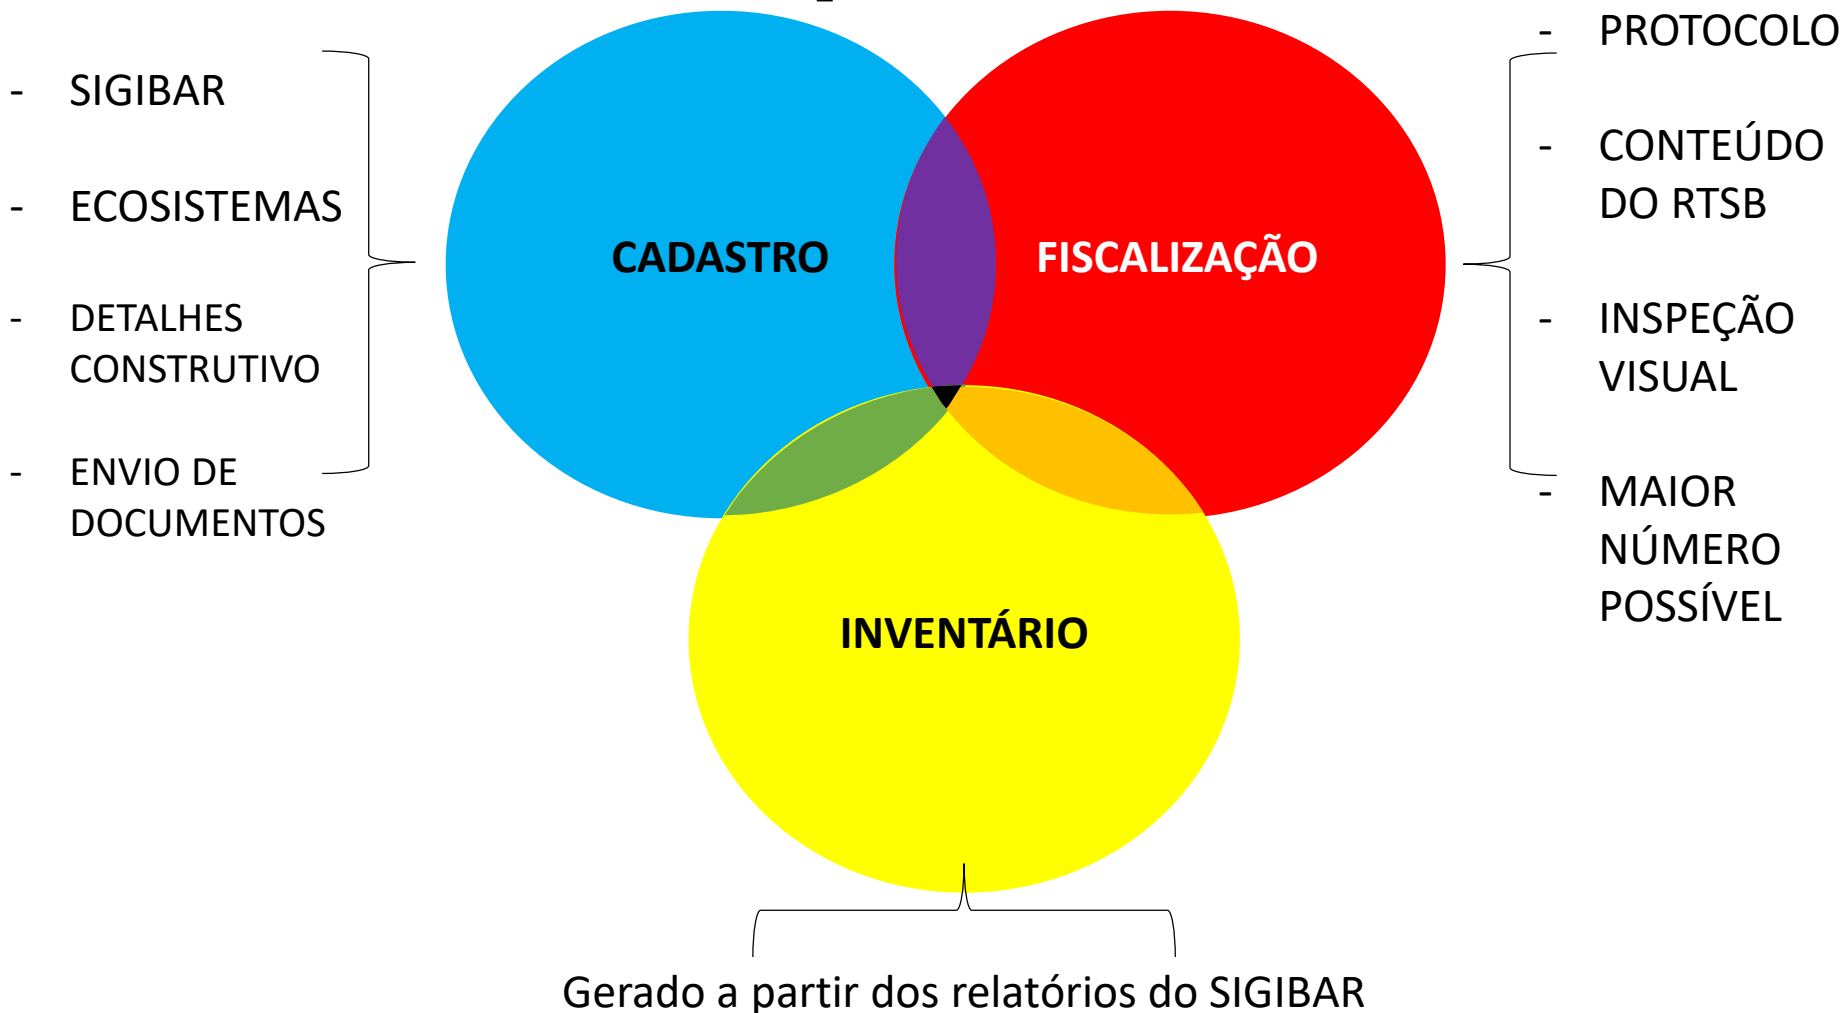 - SIGIBAR
- ECOSISTEMAS
- DETALHES
CONSTRUTIVO
- ENVIO DE
DOCUMENTOS
CADASTRO
FISCALIZAÇÃO
INVENTÁRIO
- PROTOCOLO
- CONTEÚDO
DO RTSB
- INSPEÇÃO
VISUAL
- MAIOR
NÚMERO
POSSÍVEL
Gerado a partir dos relatórios do SIGIBAR